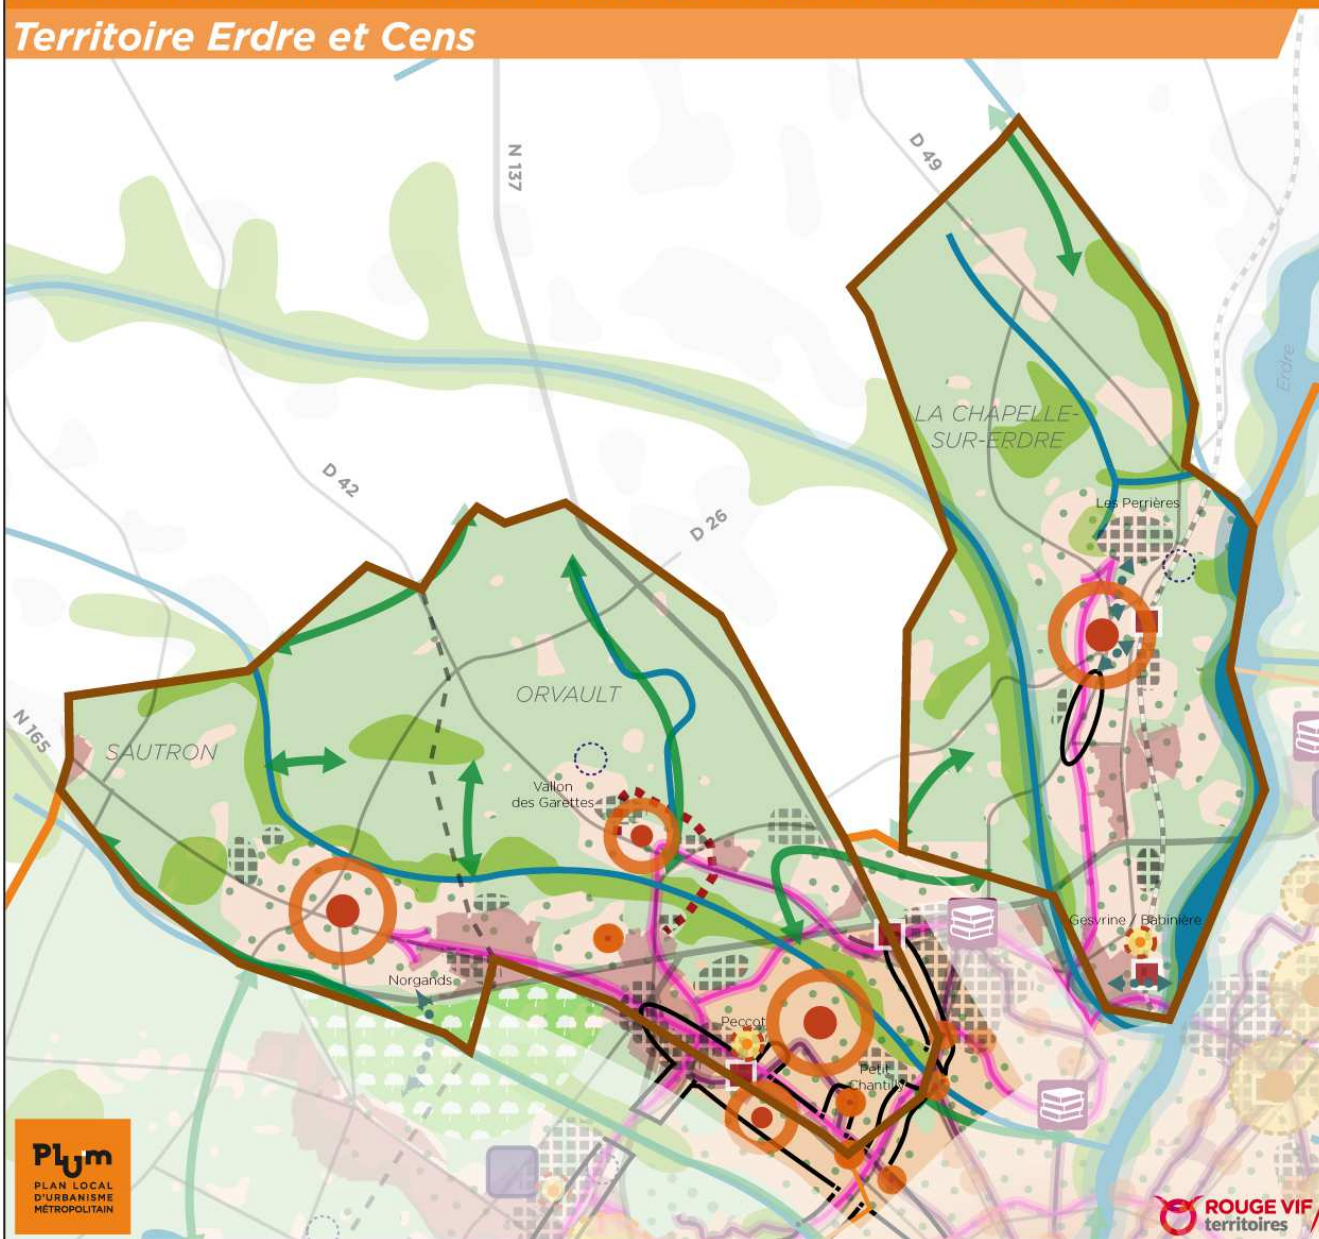 Territoire Erdre et Cens
N 137
D 49
Erdre
LA CHAPELLE-
SUR-ERDRE
D 42
Les Perrières
D 26
ORVAULT
N 165
SAUTRON
Vallon
des Garettes
Gesvrine / Babinière
Norgands
Peccot
Petit
Chantilly
PLUm
PLAN LOCAL
D'URBANISME
MÉTROPOLITAIN
ROUGE VIF
territoires